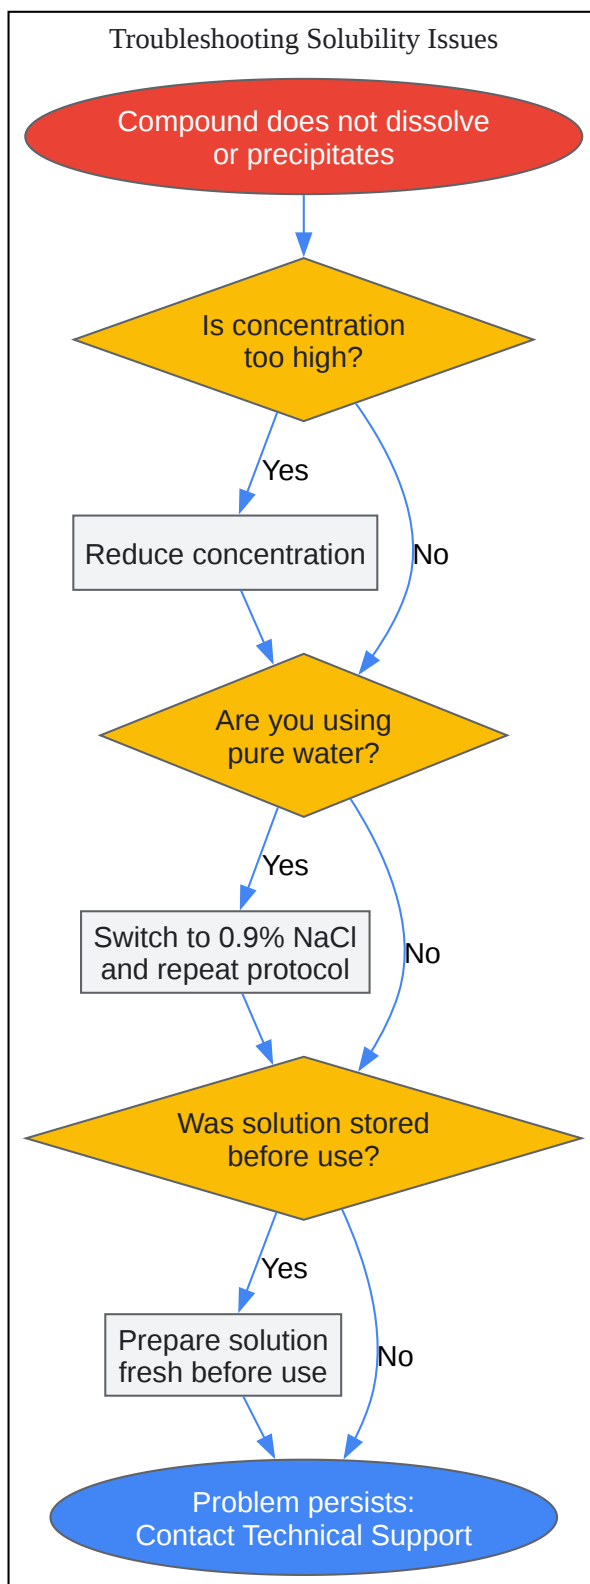 Troubleshooting Solubility Issues
Compound does not dissolve
or precipitates
Is concentration
too high?
Yes
Reduce concentration
No
Are you using
pure water?
Yes
Switch to 0.9% NaCl
and repeat protocol
No
Was solution stored
before use?
Yes
Prepare solution
fresh before use
No
Problem persists:
Contact Technical Support